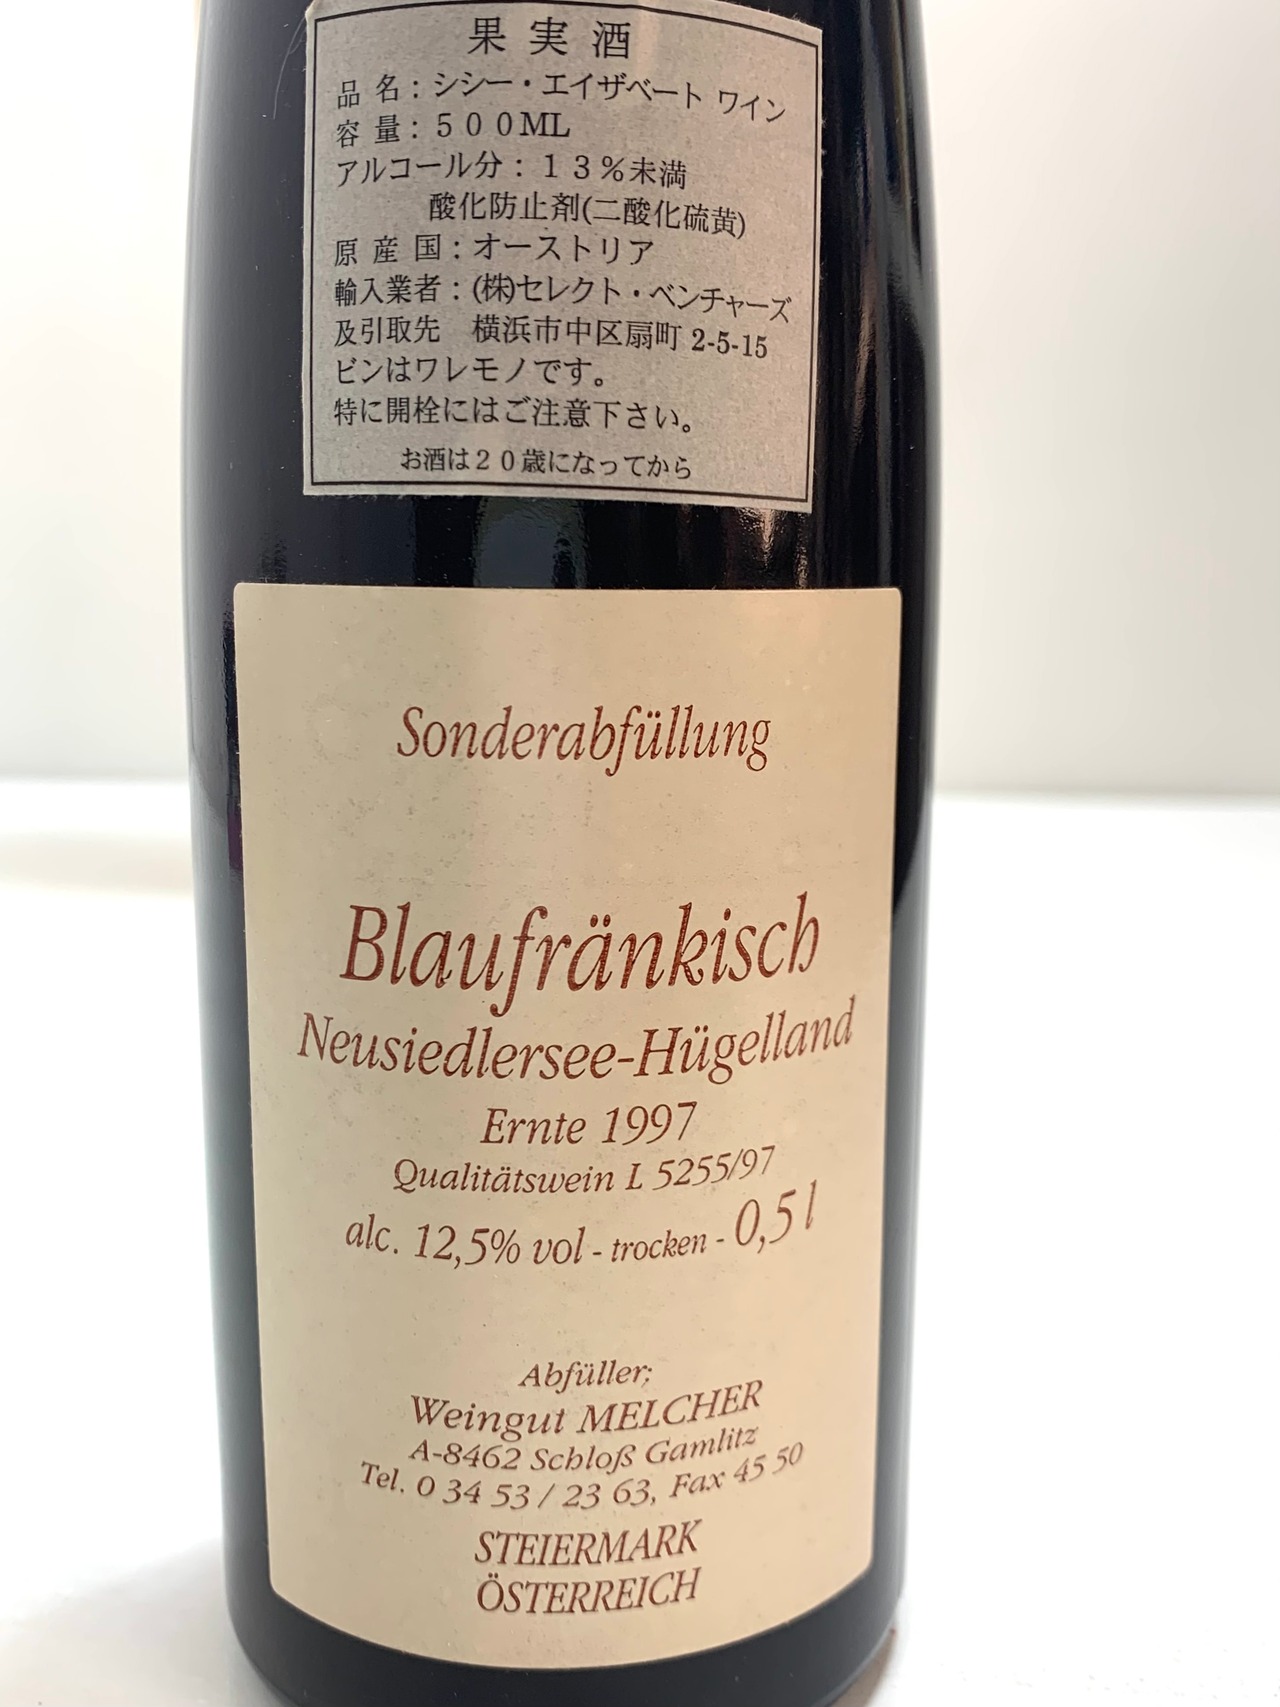 果実酒
品名：シシー・エイザベート ワイン
容量：５００ML
アルコール分：１３％未満
酸化防止剤(二酸化硫黄)
原産国：オーストリア
輸入業者：(株)セレクト・ベンチャーズ
及引取先　横浜市中区扇町 2-5-15
ビンはワレモノです。
特に開栓にはご注意下さい。
お酒は２０歳になってから
Sonderabfüllung
Blaufränkisch
Neusiedlersee-Hügelland
Ernte 1997
Qualitätswein L 5255/97
alc. 12,5% vol - trocken - 0,5 l
Abfüller;
Weingut MELCHER
A-8462 Schloß Gamlitz
Tel. 0 34 53 / 23 63, Fax 45 50
STEIERMARK
ÖSTERREICH